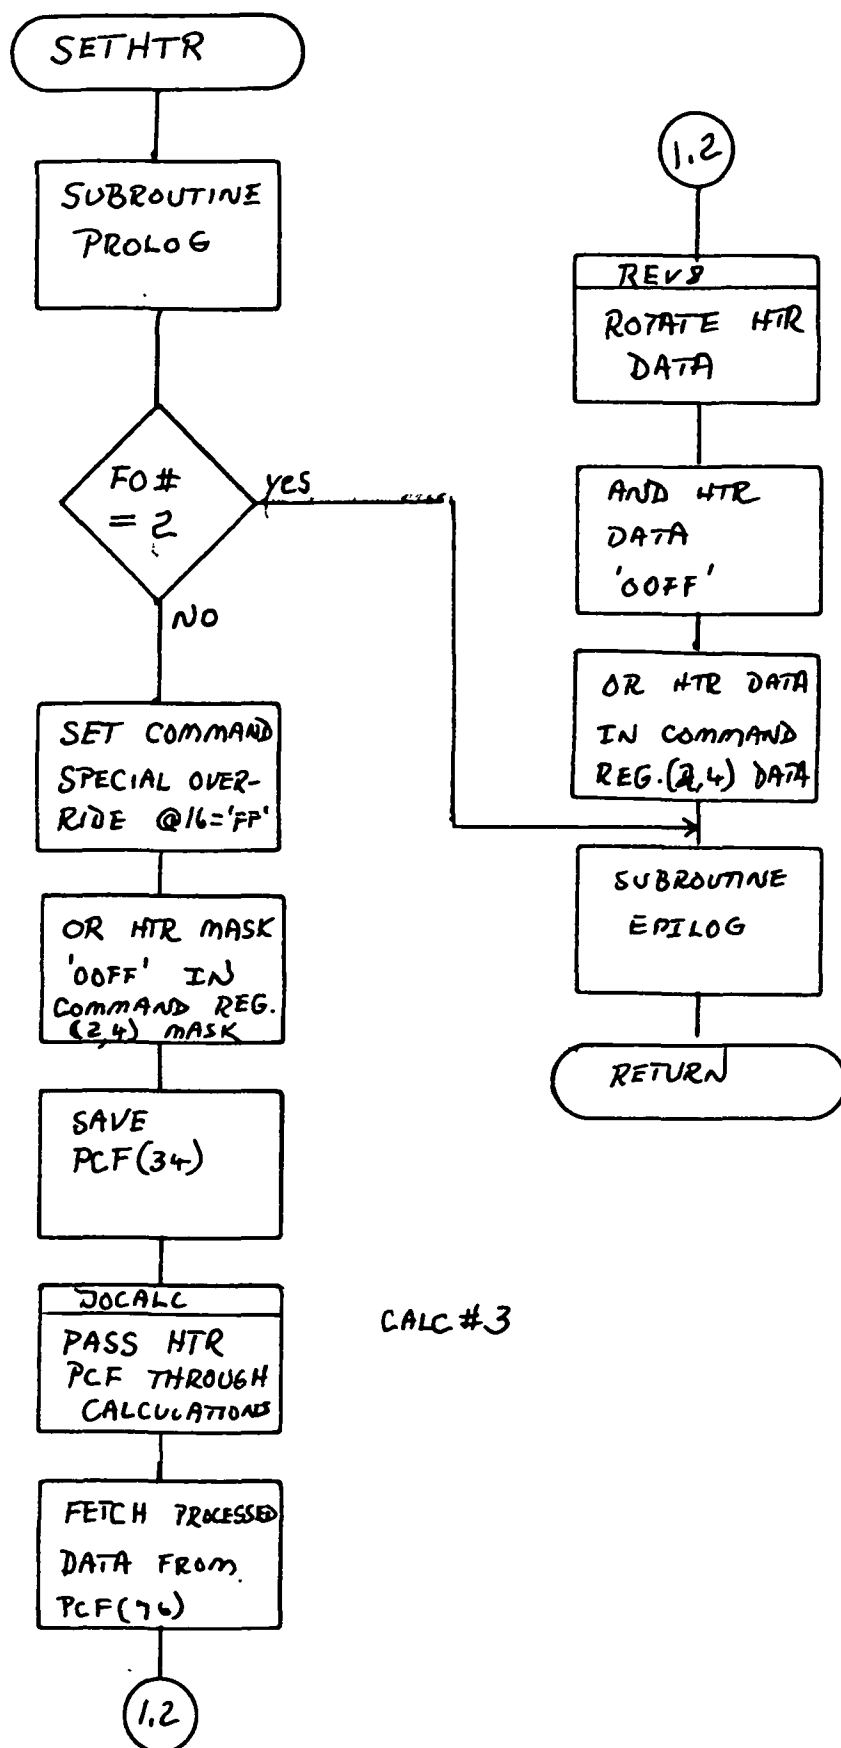 SETHTR
SUBROUTINE
PROLOG
FO#
= 2
yes
NO
SET COMMAND
SPECIAL OVER-
RIDE @16='FF'
OR HTR MASK
'00FF' IN
COMMAND REG.
(2,4) MASK
SAVE
PCF(34)
DOCALC
PASS HTR
PCF THROUGH
CALCULATIONS
FETCH PROCESSED
DATA FROM
PCF(76)
1.2
CALC #3
1.2
REV8
ROTATE HTR
DATA
AND HTR
DATA
'00FF'
OR HTR DATA
IN COMMAND
REG.(2,4) DATA
SUBROUTINE
EPILOG
RETURN